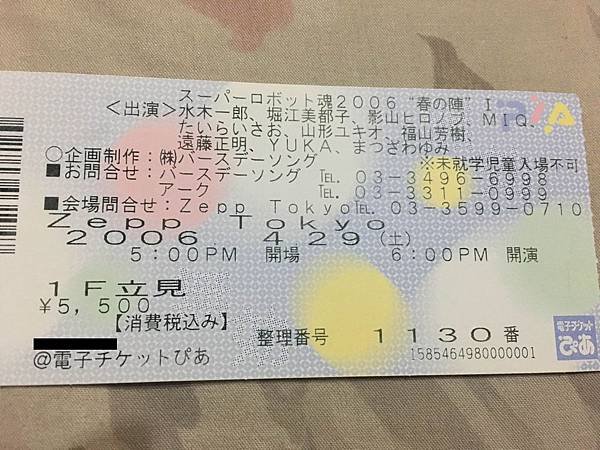 スーパーロボット魂2006“春の陣”I
<出演>水木一郎、堀江美都子、影山ヒロノブ、MIQ、
たいらいさお、山形ユキオ、福山芳樹、
遠藤正明、YUKA、まつざわゆみ
○企画制作:㈱バースデーソング ※未就学児童入場不可
■お問合せ:バースデーソング ℡ 03-3496-6998
アーク ℡ 03-3311-0999
■会場問合せ:Zepp Tokyo℡ 03-3599-0710
Zepp Tokyo
2006 4 29(土)
5:00PM 開場 6:00PM 開演
1F立見
¥5,500
【消費税込み】 整理番号 1130番
@電子チケットぴあ 1585464980000001
電子チケット
ぴあ